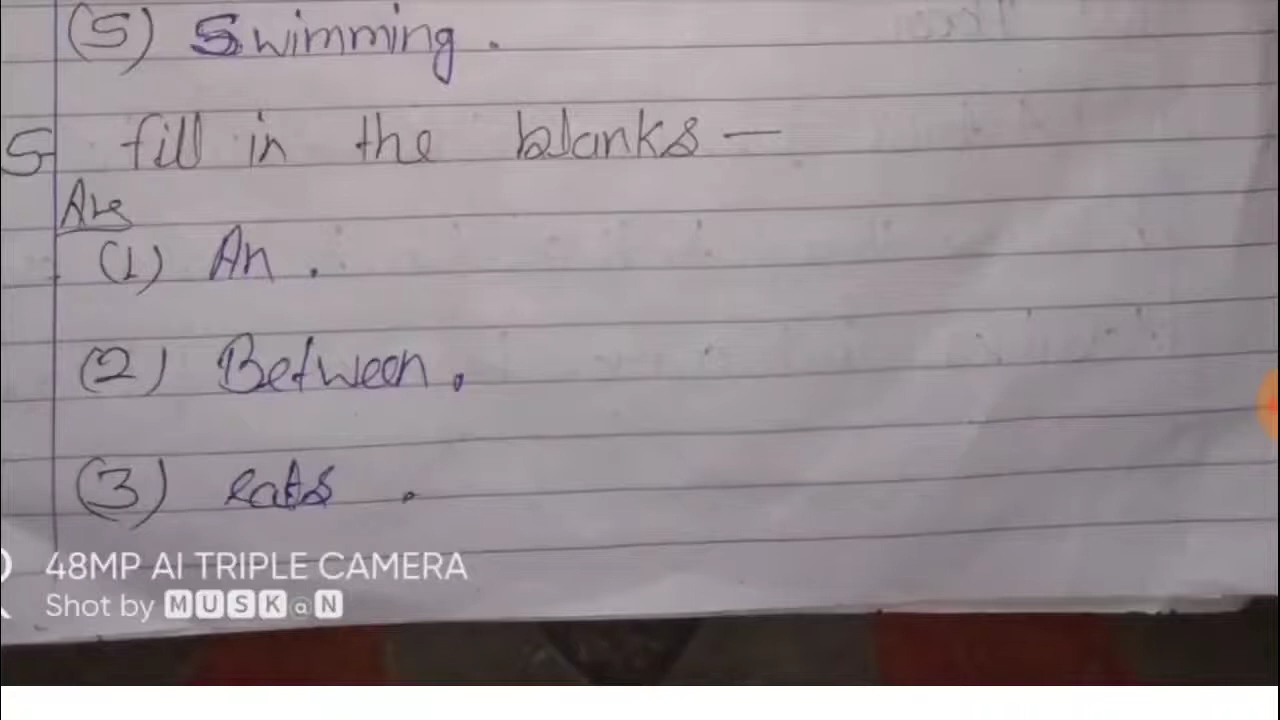 (5) Swimming.
5 fill in the blanks —
Ans
(1) An.
(2) Between.
(3) eats.
48MP AI TRIPLE CAMERA
Shot by MUSK@N